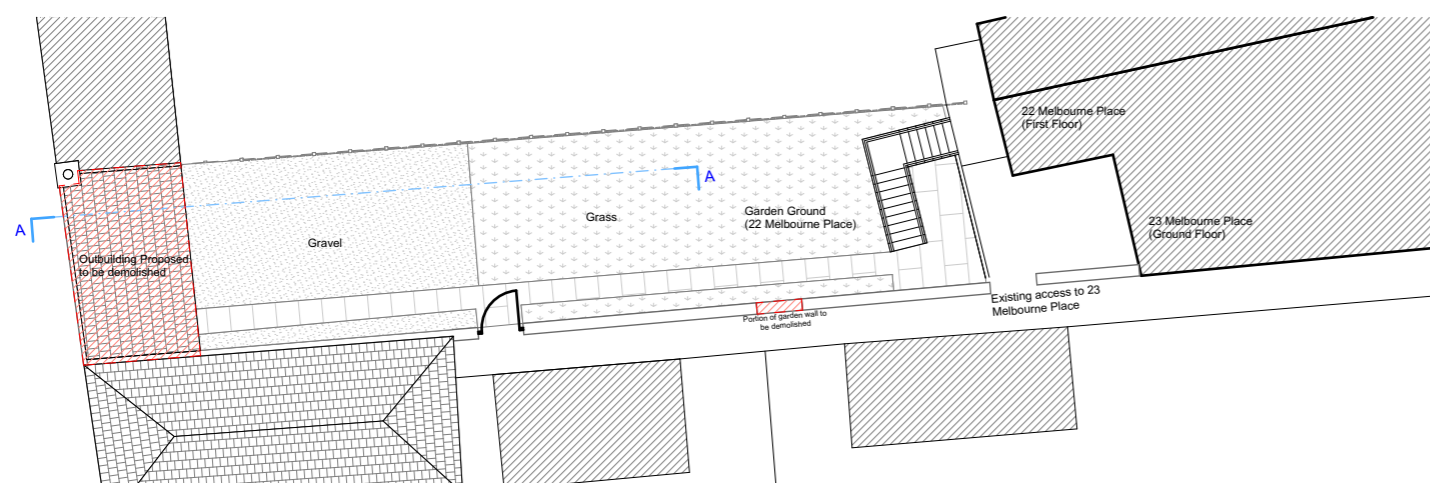 22 Melbourne Place
(First Floor)
A
Grass
Garden Ground
(22 Melbourne Place)
23 Melbourne Place
(Ground Floor)
A
Gravel
Outbuilding Proposed
to be demolished
Existing access to 23
Melbourne Place
Portion of garden wall to
be demolished